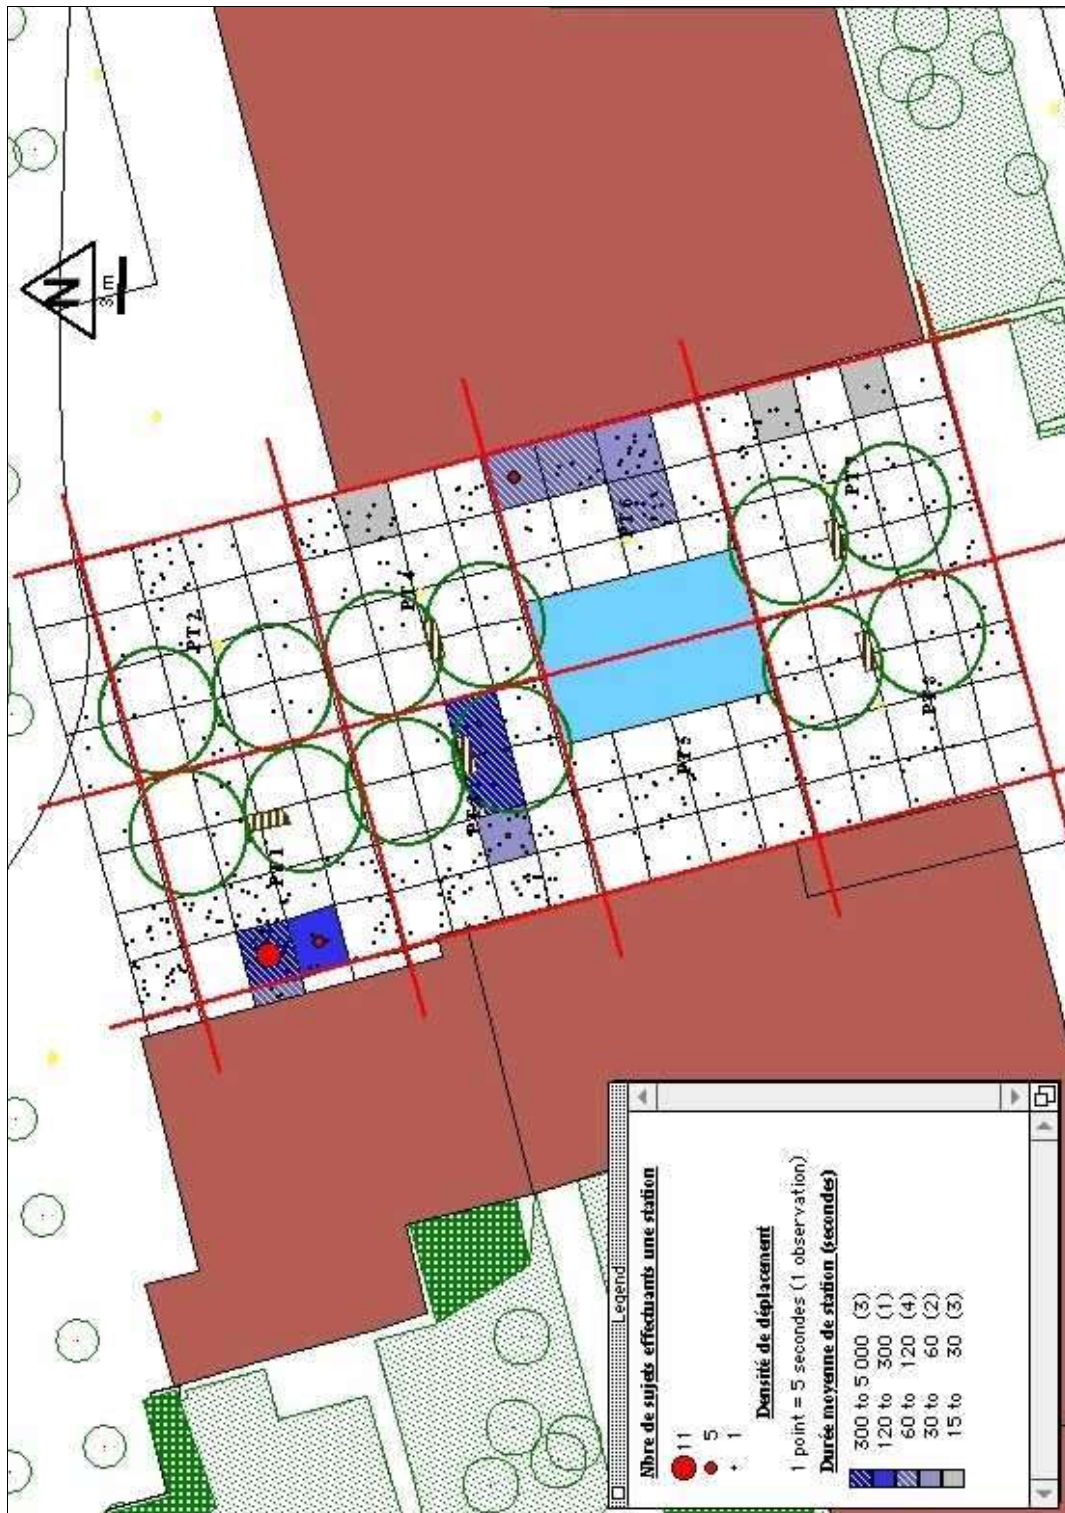 N
3 m
PT 2
PT 4
PT 6
PT 1
PT 5
Legend
Nbre de sujets effectuants une station
11
5
1
Densité de déplacement
1 point = 5 secondes (1 observation)
Durée moyenne de station (secondes)
300 to 5 000 (3)
120 to 300 (1)
60 to 120 (4)
30 to 60 (2)
15 to 30 (3)